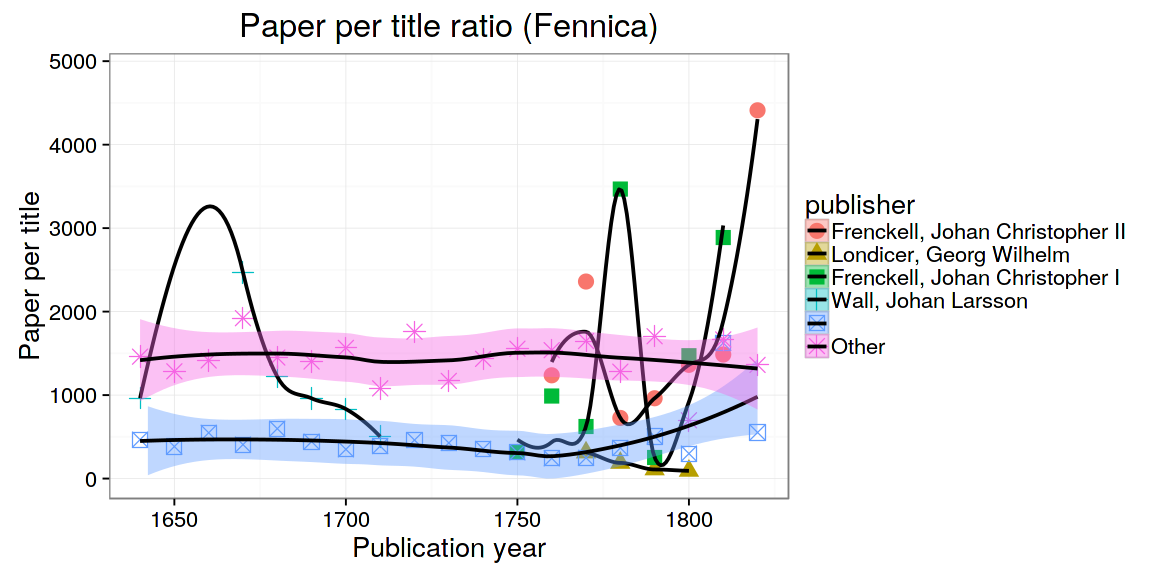 Paper per title ratio (Fennica)
5000
4000
3000
2000
1000
0
Paper per title
1650
1700
1750
1800
Publication year
publisher
Frenckell, Johan Christopher II
Londicer, Georg Wilhelm
Frenckell, Johan Christopher I
Wall, Johan Larsson
Other